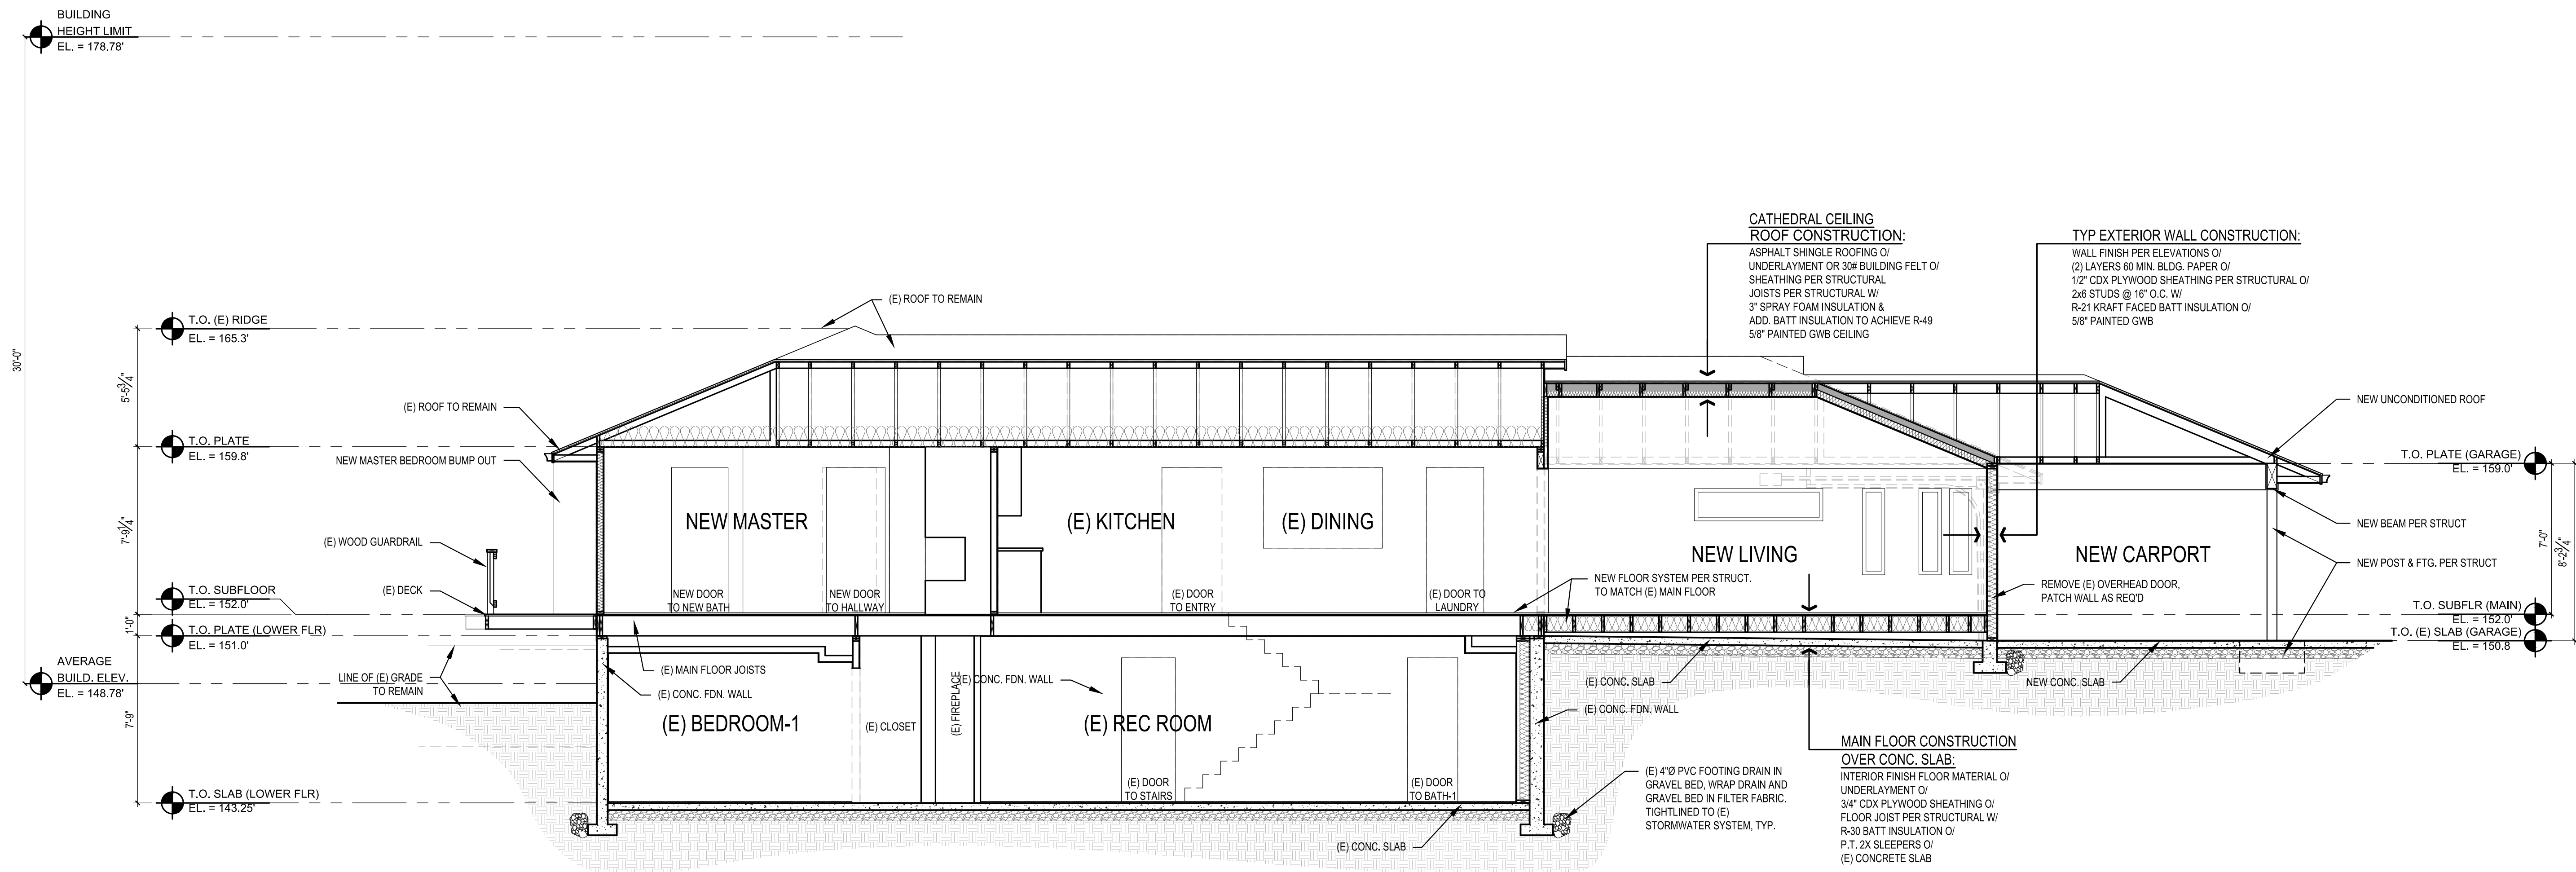 BUILDING
HEIGHT LIMIT
EL. = 178.78'
30'-0"
T.O. (E) RIDGE
EL. = 165.3'
5'-5¾"
T.O. PLATE
EL. = 159.8'
7'-9¼"
T.O. SUBFLOOR
EL. = 152.0'
1'-0"
T.O. PLATE (LOWER FLR)
EL. = 151.0'
AVERAGE
BUILD. ELEV.
EL. = 148.78'
7'-9"
T.O. SLAB (LOWER FLR)
EL. = 143.25'
(E) ROOF TO REMAIN
(E) ROOF TO REMAIN
NEW MASTER BEDROOM BUMP OUT
(E) WOOD GUARDRAIL
(E) DECK
LINE OF (E) GRADE
TO REMAIN
NEW MASTER
NEW DOOR
TO NEW BATH
NEW DOOR
TO HALLWAY
(E) KITCHEN
(E) DINING
(E) DOOR
TO ENTRY
(E) DOOR TO
LAUNDRY
(E) MAIN FLOOR JOISTS
(E) CONC. FDN. WALL
(E) BEDROOM-1
(E) CLOSET
(E) FIREPLACE
(E) CONC. FDN. WALL
(E) REC ROOM
(E) DOOR
TO STAIRS
(E) DOOR
TO BATH-1
(E) CONC. SLAB
CATHEDRAL CEILING
ROOF CONSTRUCTION:
ASPHALT SHINGLE ROOFING O/
UNDERLAYMENT OR 30# BUILDING FELT O/
SHEATHING PER STRUCTURAL
JOISTS PER STRUCTURAL W/
3" SPRAY FOAM INSULATION &
ADD. BATT INSULATION TO ACHIEVE R-49
5/8" PAINTED GWB CEILING
TYP EXTERIOR WALL CONSTRUCTION:
WALL FINISH PER ELEVATIONS O/
(2) LAYERS 60 MIN. BLDG. PAPER O/
1/2" CDX PLYWOOD SHEATHING PER STRUCTURAL O/
2x6 STUDS @ 16" O.C. W/
R-21 KRAFT FACED BATT INSULATION O/
5/8" PAINTED GWB
NEW LIVING
NEW FLOOR SYSTEM PER STRUCT.
TO MATCH (E) MAIN FLOOR
NEW CARPORT
REMOVE (E) OVERHEAD DOOR,
PATCH WALL AS REQ'D
NEW UNCONDITIONED ROOF
NEW BEAM PER STRUCT
NEW POST & FTG. PER STRUCT
T.O. PLATE (GARAGE)
EL. = 159.0'
7'-0"
8'-2¾"
T.O. SUBFLR (MAIN)
EL. = 152.0'
T.O. (E) SLAB (GARAGE)
EL. = 150.8
(E) CONC. SLAB
(E) CONC. FDN. WALL
NEW CONC. SLAB
(E) 4"Ø PVC FOOTING DRAIN IN
GRAVEL BED, WRAP DRAIN AND
GRAVEL BED IN FILTER FABRIC.
TIGHTLINED TO (E)
STORMWATER SYSTEM, TYP.
MAIN FLOOR CONSTRUCTION
OVER CONC. SLAB:
INTERIOR FINISH FLOOR MATERIAL O/
UNDERLAYMENT O/
3/4" CDX PLYWOOD SHEATHING O/
FLOOR JOIST PER STRUCTURAL W/
R-30 BATT INSULATION O/
P.T. 2X SLEEPERS O/
(E) CONCRETE SLAB